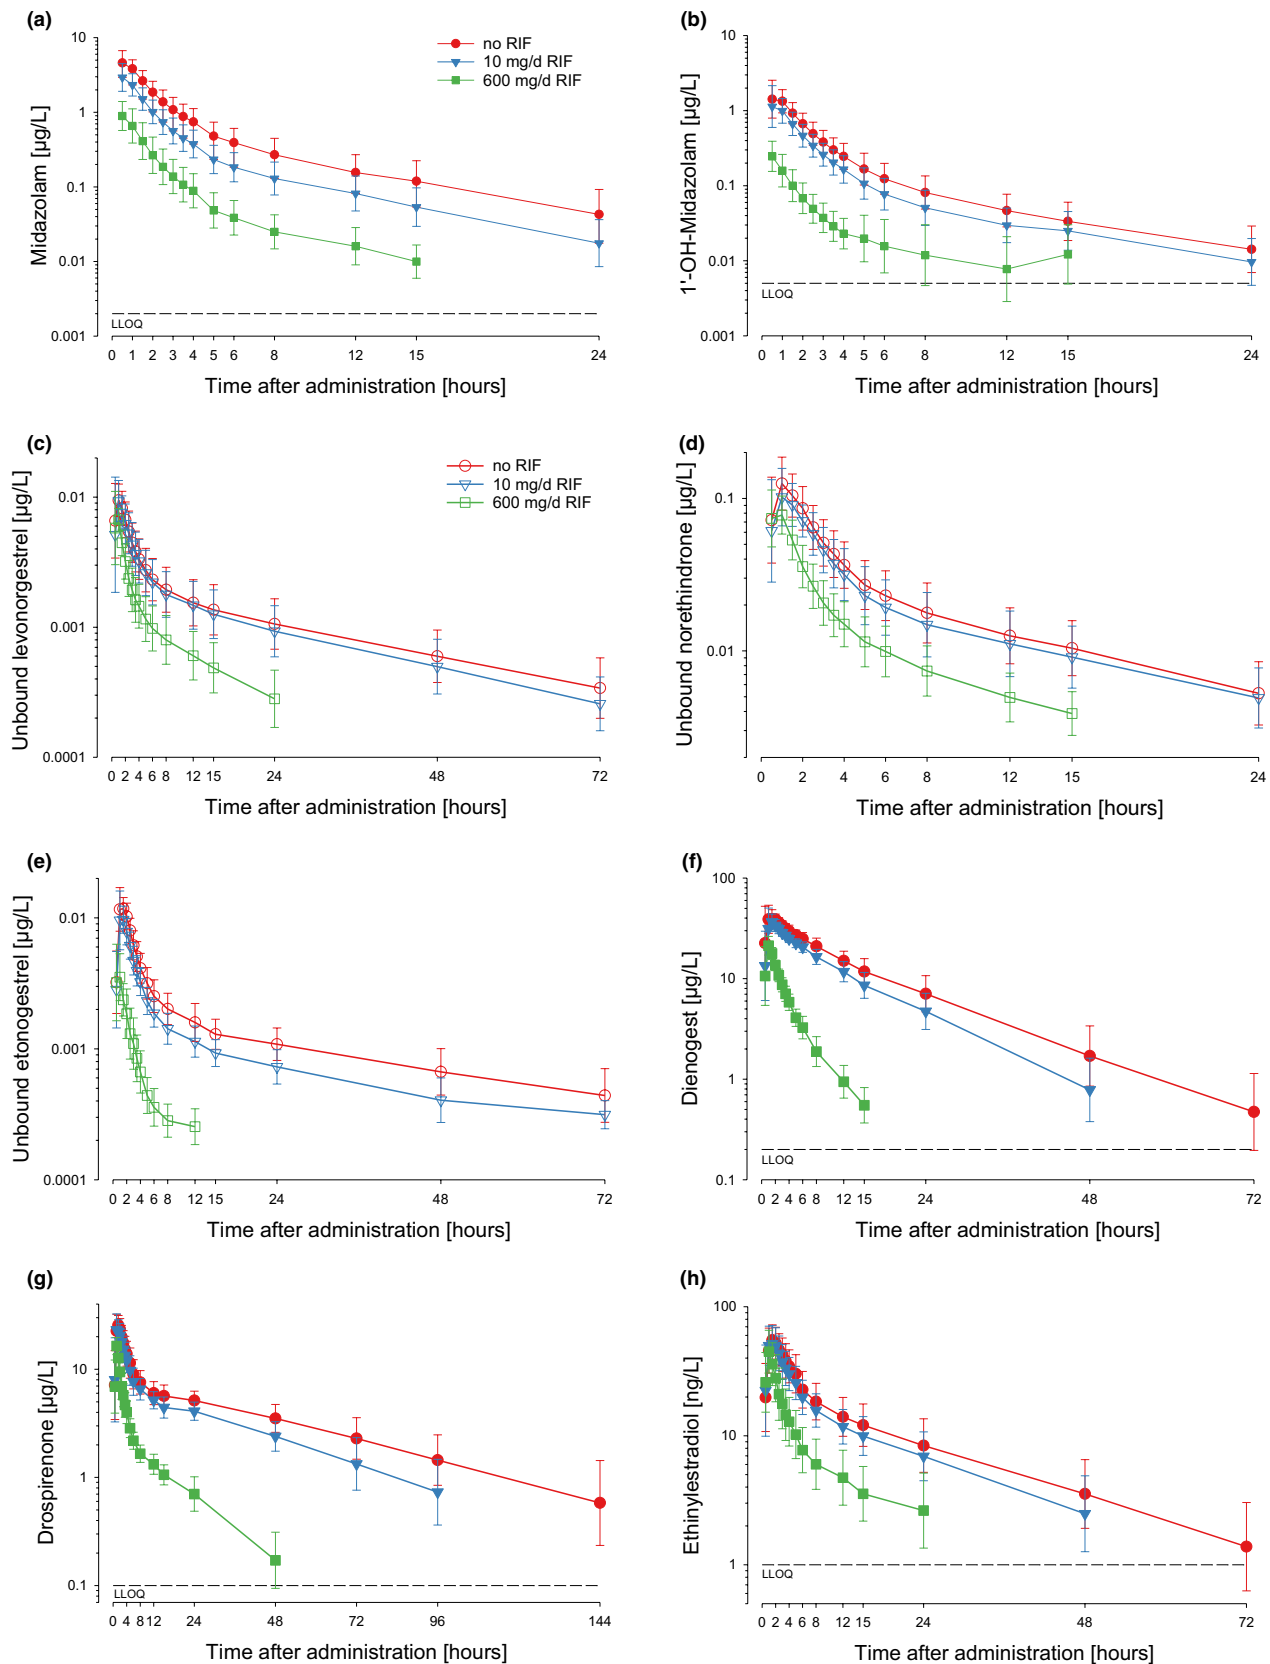 (a)
Midazolam [µg/L]
10
1
0.1
0.01
0.001
no RIF
10 mg/d RIF
600 mg/d RIF
LLOQ
0 1 2 3 4 5 6 8 12 15 24
Time after administration [hours]
(b)
1'-OH-Midazolam [µg/L]
10
1
0.1
0.01
0.001
LLOQ
0 1 2 3 4 5 6 8 12 15 24
Time after administration [hours]
(c)
Unbound levonorgestrel [µg/L]
0.01
0.001
0.0001
no RIF
10 mg/d RIF
600 mg/d RIF
0 2 4 6 8 12 15 24 48 72
Time after administration [hours]
(d)
Unbound norethindrone [µg/L]
0.1
0.01
0 2 4 6 8 12 15 24
Time after administration [hours]
(e)
Unbound etonogestrel [µg/L]
0.01
0.001
0.0001
0 2 4 6 8 12 15 24 48 72
Time after administration [hours]
(f)
Dienogest [µg/L]
100
10
1
0.1
LLOQ
0 2 4 6 8 12 15 24 48 72
Time after administration [hours]
(g)
Drospirenone [µg/L]
10
1
0.1
LLOQ
0 4 8 12 24 48 72 96 144
Time after administration [hours]
(h)
Ethinylestradiol [ng/L]
100
10
1
LLOQ
0 2 4 6 8 12 15 24 48 72
Time after administration [hours]